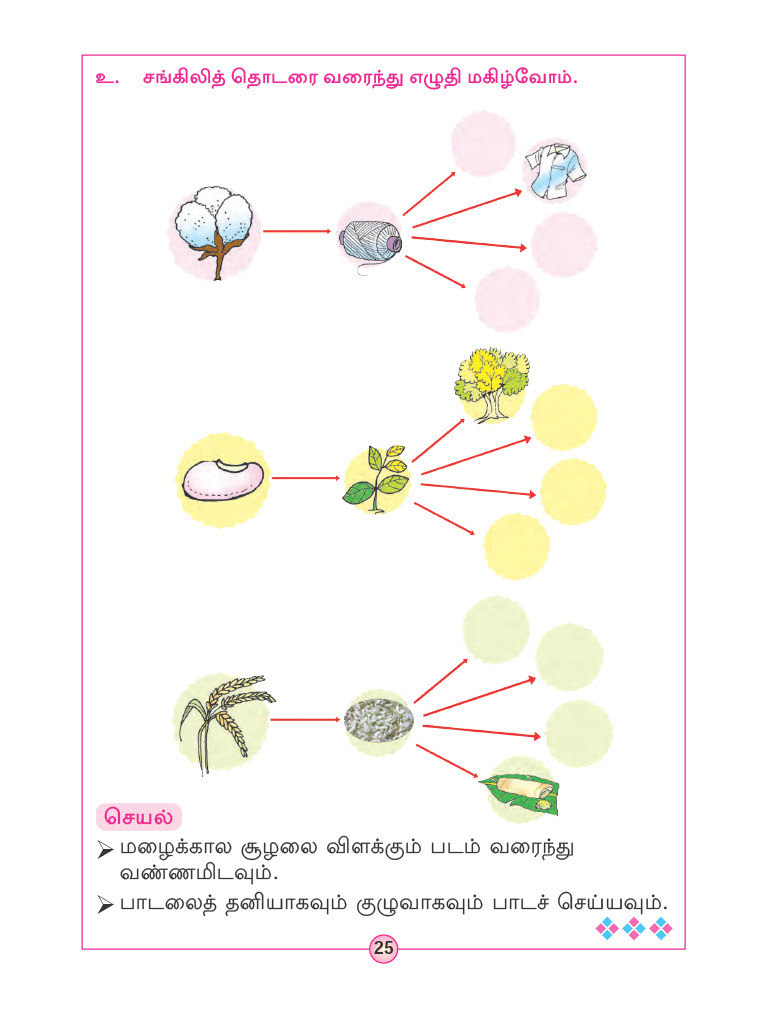 உ. சங்கிலித் தொடரை வரைந்து எழுதி மகிழ்வோம்.
செயல்
➢ மழைக்கால சூழலை விளக்கும் படம் வரைந்து
வண்ணமிடவும்.
➢ பாடலைத் தனியாகவும் குழுவாகவும் பாடச் செய்யவும்.
25